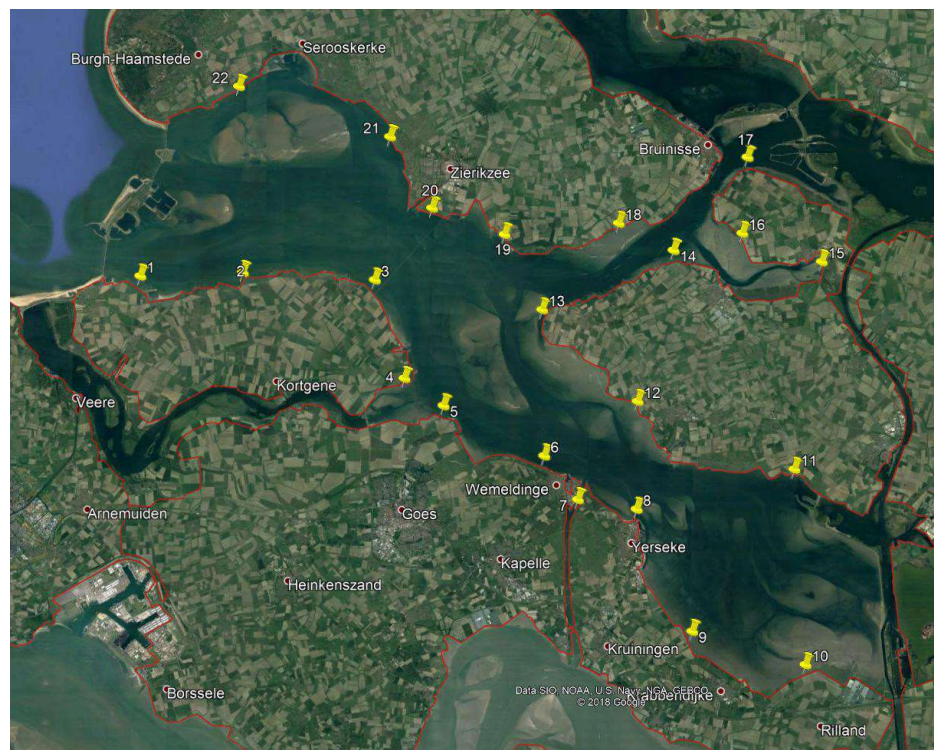 Serooskerke
Burgh-Haamstede
22
21
Bruinisse
17
Zierikzee
20
18
16
19
14
15
1
2
3
13
4
Kortgene
Veere
12
5
6
11
Wemeldinge
7
8
Arnemuiden
Goes
Yerseke
Kapelle
Heinkenszand
9
Kruiningen
10
Borssele
Data SIO, NOAA, U.S. Navy, NGA, GEBCO
Krabbendijke
© 2018 Google
Rilland